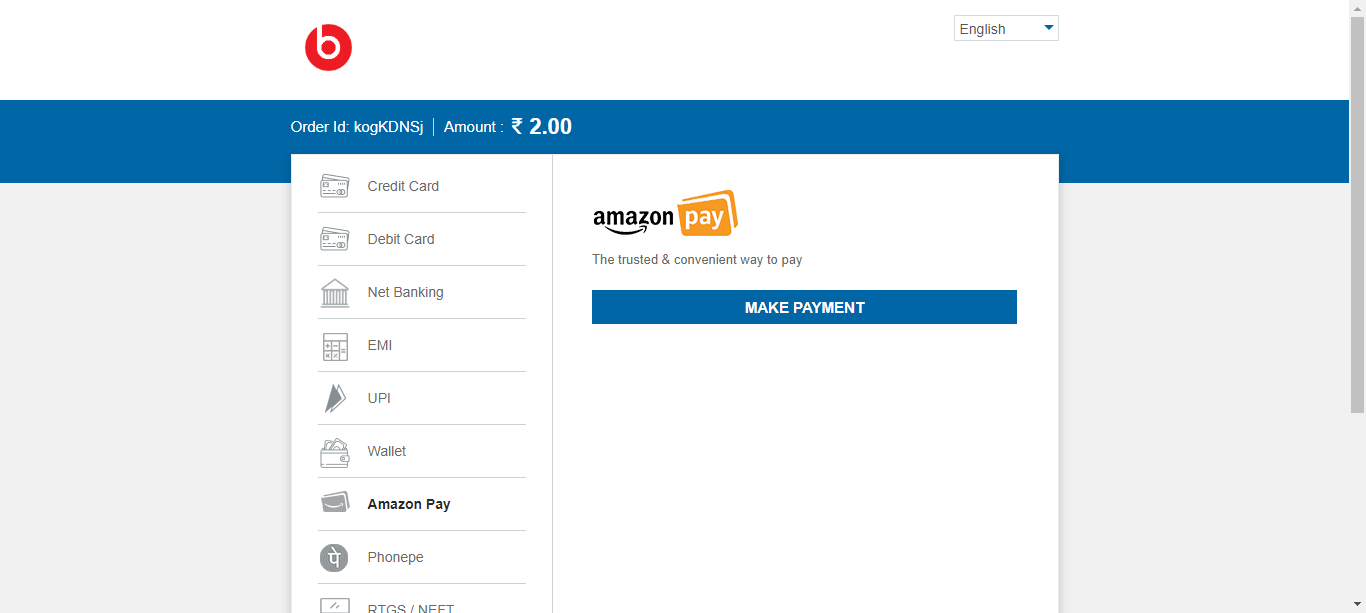 b
English
Order Id: kogKDNSj | Amount : ₹ 2.00
Credit Card
Debit Card
Net Banking
EMI
UPI
Wallet
Amazon Pay
पे
Phonepe
RTGS / NEFT
amazon pay
The trusted & convenient way to pay
MAKE PAYMENT